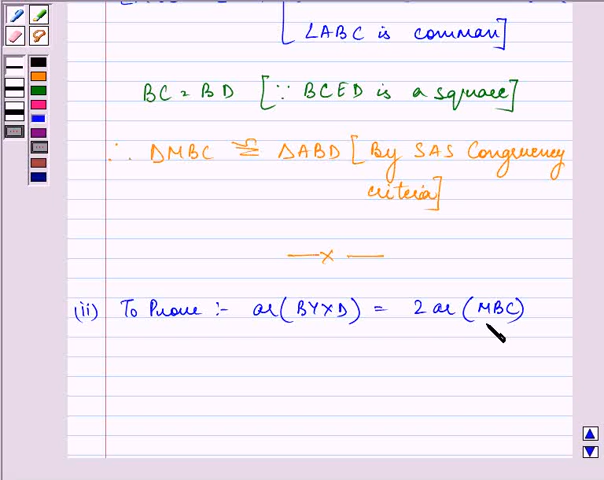 ∠ABC is common]
BC = BD [∵ BCED is a square]
∴ ΔMBC ≅ ΔABD [By SAS Congruency
criteria]
—x—
(ii) To Prove :- ar(BYXD) = 2 ar(MBC)